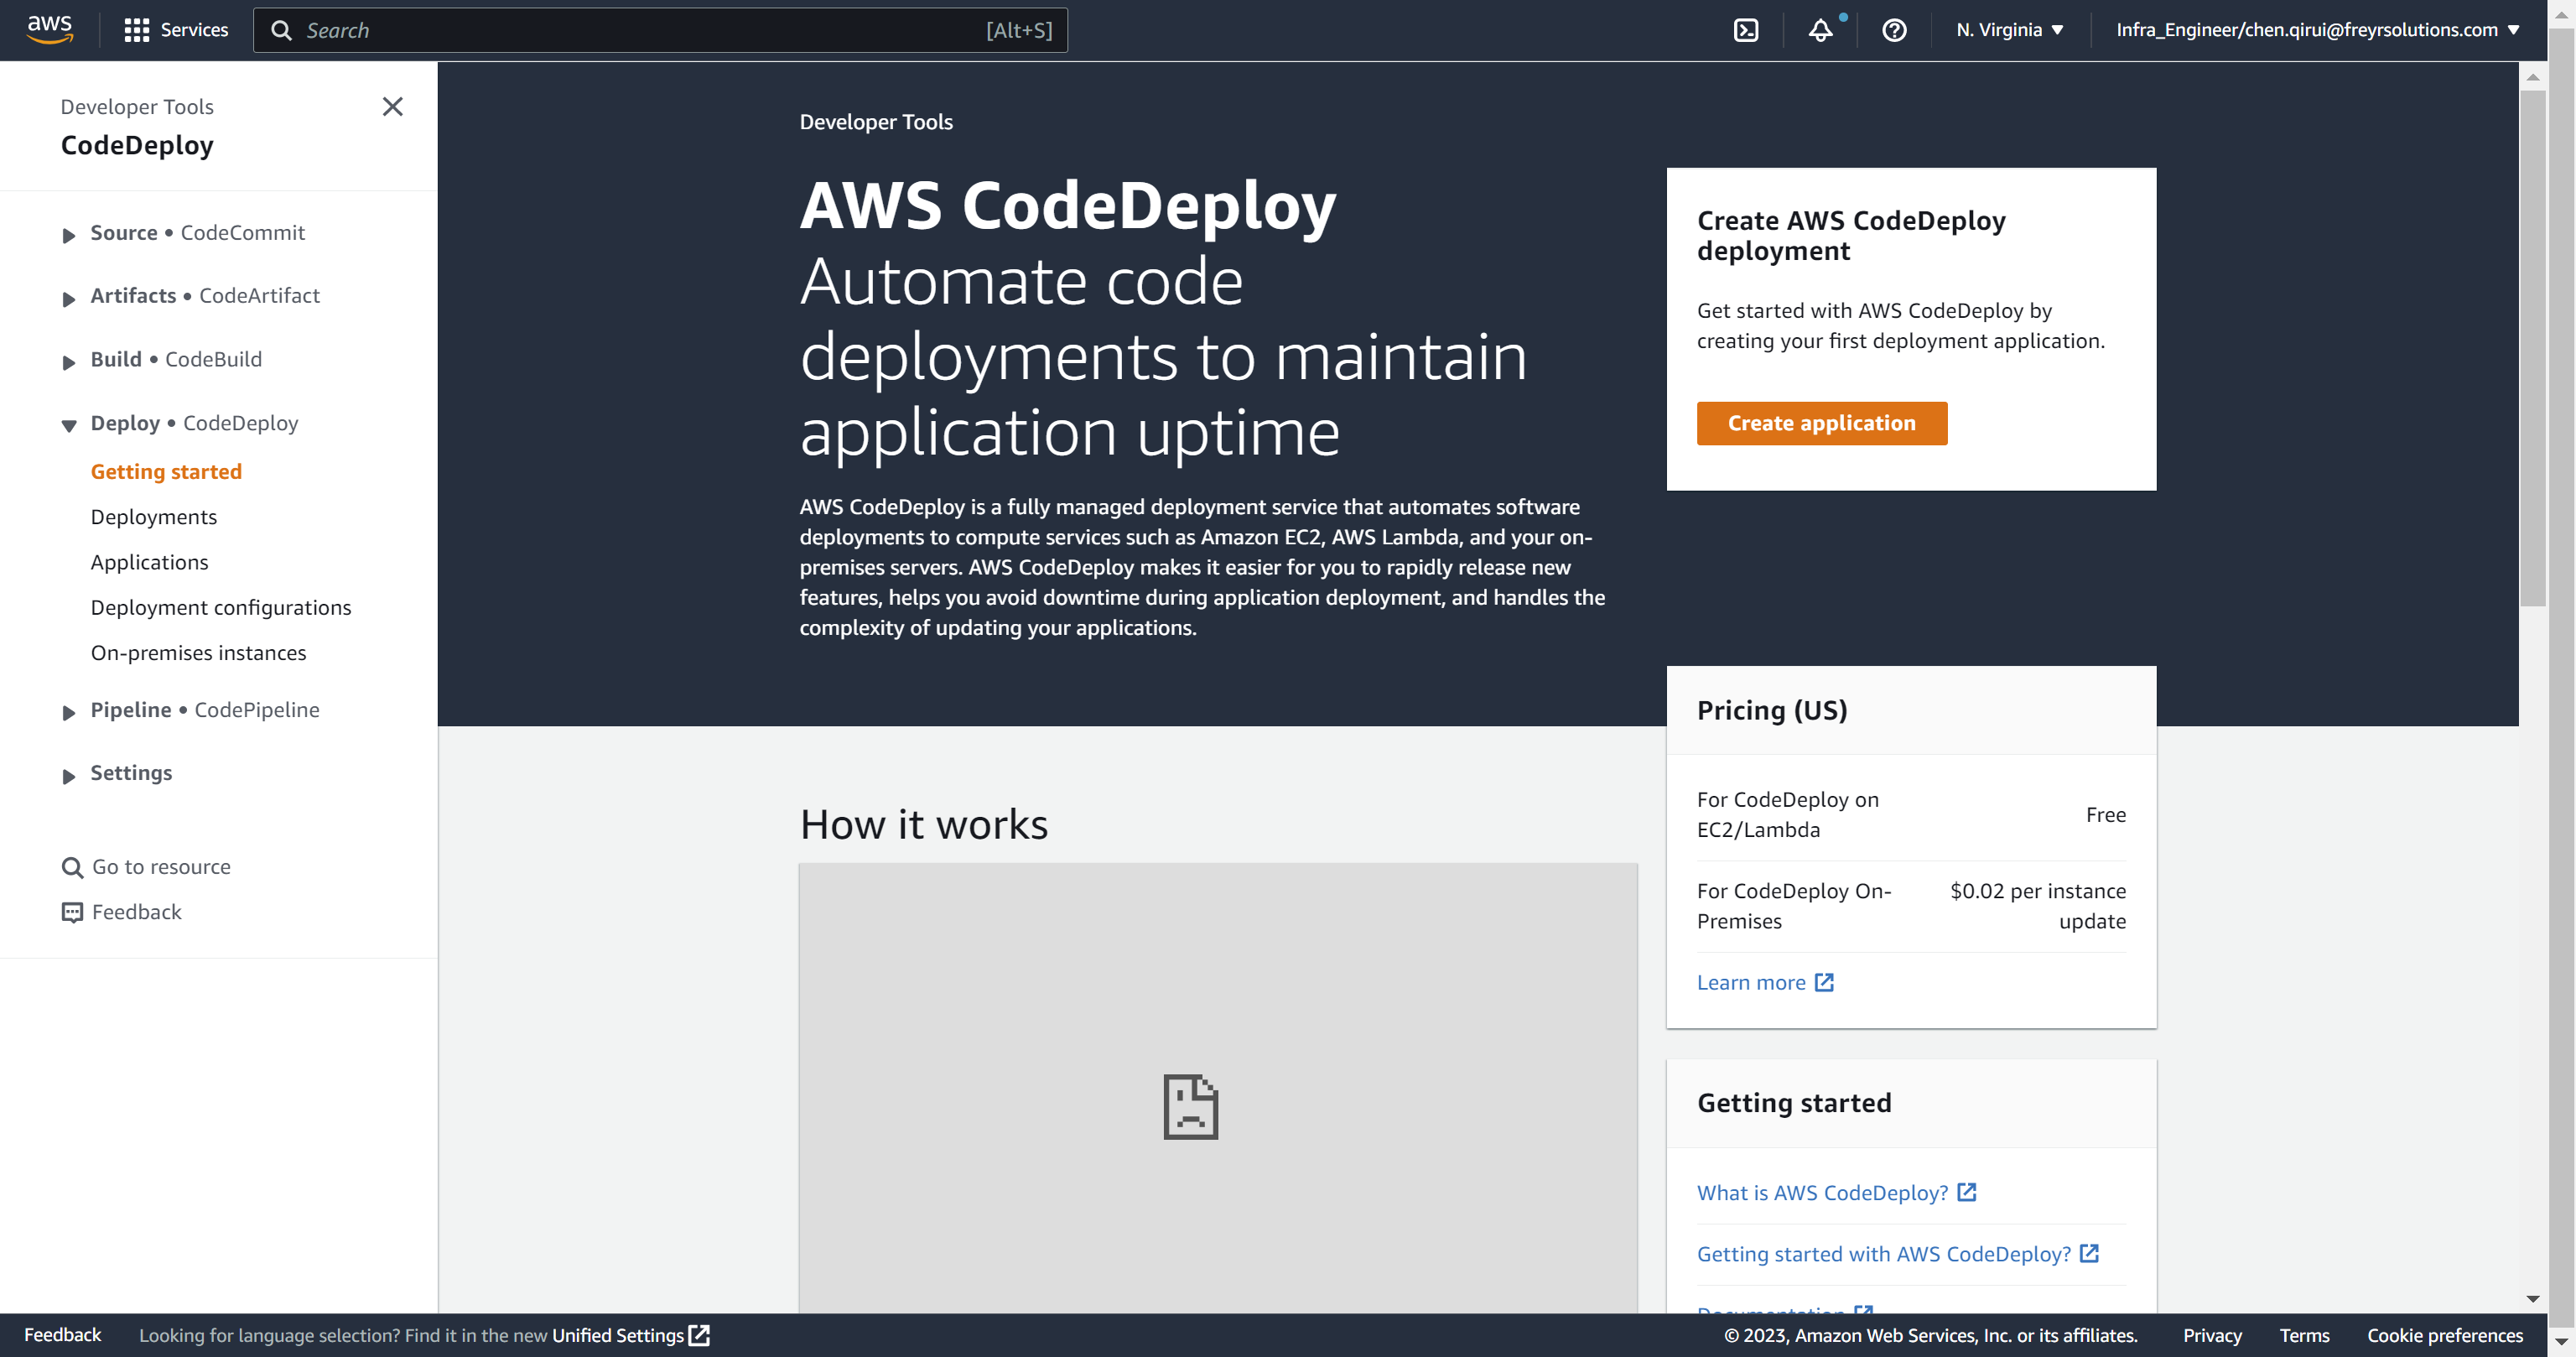 aws
Services
Search
[Alt+S]
N. Virginia
Infra_Engineer/chen.qirui@freyrsolutions.com
Developer Tools
CodeDeploy
Source • CodeCommit
Artifacts • CodeArtifact
Build • CodeBuild
Deploy • CodeDeploy
Getting started
Deployments
Applications
Deployment configurations
On-premises instances
Pipeline • CodePipeline
Settings
Go to resource
Feedback
Developer Tools
AWS CodeDeploy
Automate code
deployments to maintain
application uptime
AWS CodeDeploy is a fully managed deployment service that automates software
deployments to compute services such as Amazon EC2, AWS Lambda, and your on-
premises servers. AWS CodeDeploy makes it easier for you to rapidly release new
features, helps you avoid downtime during application deployment, and handles the
complexity of updating your applications.
Create AWS CodeDeploy
deployment
Get started with AWS CodeDeploy by
creating your first deployment application.
Create application
How it works
Pricing (US)
For CodeDeploy on
EC2/Lambda
Free
For CodeDeploy On-
Premises
$0.02 per instance
update
Learn more
Getting started
What is AWS CodeDeploy?
Getting started with AWS CodeDeploy?
Documentation
Feedback
Looking for language selection? Find it in the new Unified Settings
© 2023, Amazon Web Services, Inc. or its affiliates.
Privacy
Terms
Cookie preferences